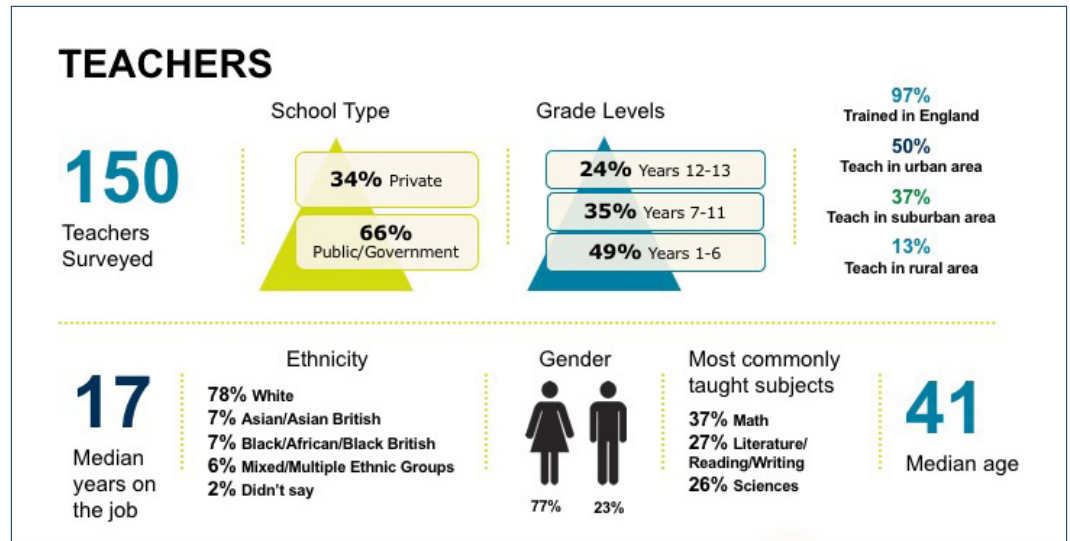 TEACHERS
150
Teachers
Surveyed
School Type
34% Private
66%
Public/Government
Grade Levels
24% Years 12-13
35% Years 7-11
49% Years 1-6
97%
Trained in England
50%
Teach in urban area
37%
Teach in suburban area
13%
Teach in rural area
17
Median
years on
the job
Ethnicity
78% White
7% Asian/Asian British
7% Black/African/Black British
6% Mixed/Multiple Ethnic Groups
2% Didn't say
Gender
77% 23%
Most commonly
taught subjects
37% Math
27% Literature/
Reading/Writing
26% Sciences
41
Median age